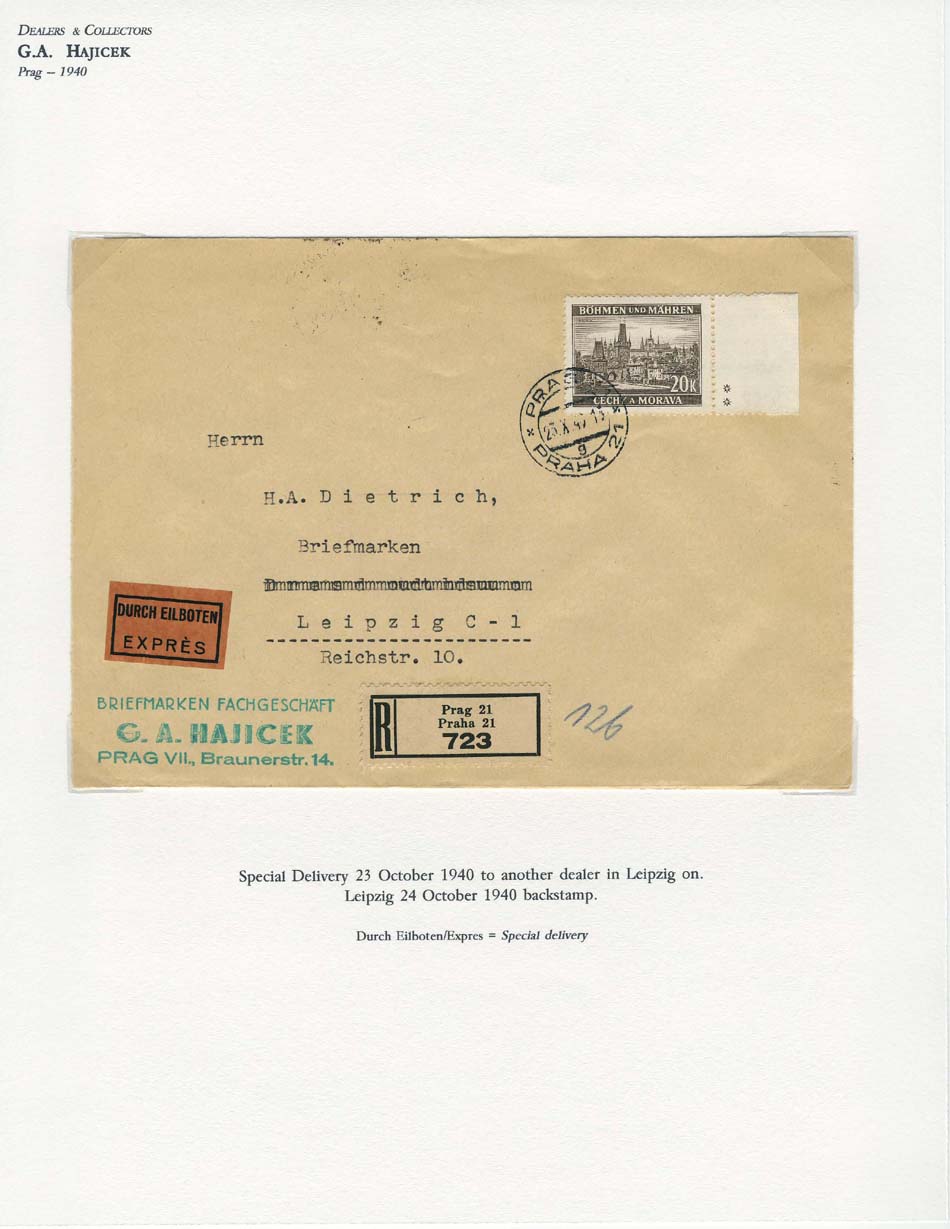 DEALERS & COLLECTORS
G.A. HAJICEK
Prag – 1940
BÖHMEN UND MÄHREN
20K
ČECHY A MORAVA
PRAG 21
23.X.40.13
g
PRAHA 21
Herrn
H.A. Dietrich,
Briefmarken
Leipzig C-1
Reichstr. 10.
DURCH EILBOTEN
EXPRÈS
BRIEFMARKEN FACHGESCHÄFT
G. A. HAJICEK
PRAG VII., Braunerstr. 14.
R
Prag 21
Praha 21
723
126
Special Delivery 23 October 1940 to another dealer in Leipzig on.
Leipzig 24 October 1940 backstamp.
Durch Eilboten/Expres = Special delivery